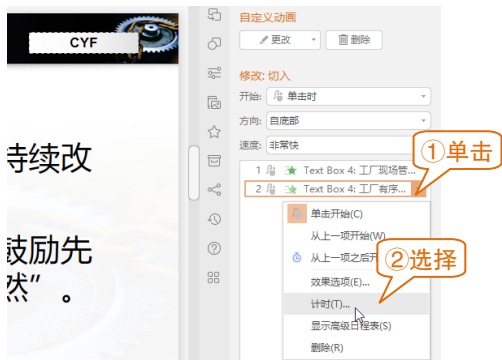 CYF
持续改
鼓励先
然”。
自定义动画
更改
删除
修改: 切入
开始: 单击时
方向: 自底部
速度: 非常快
1 Text Box 4: 工厂现场管...
2 Text Box 4: 工厂有序...
①单击
单击开始(C)
从上一项开始(W)
从上一项之后开
②选择
效果选项(E)...
计时(T)...
显示高级日程表(S)
删除(R)